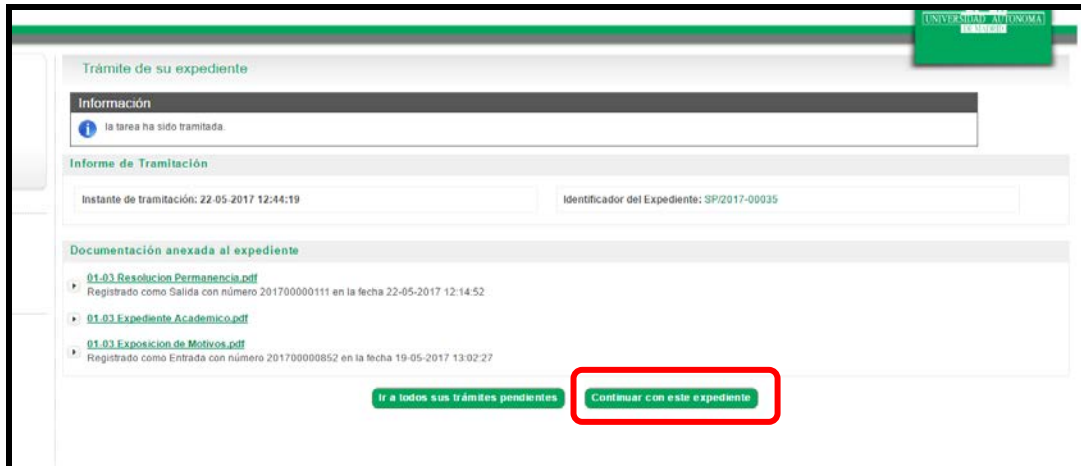 UNIVERSIDAD AUTONOMA
DE MADRID
Trámite de su expediente
Información
la tarea ha sido tramitada.
Informe de Tramitación
Instante de tramitación: 22-05-2017 12:44:19
Identificador del Expediente: SP/2017-00035
Documentación anexada al expediente
01-03 Resolucion Permanencia.pdf
Registrado como Salida con número 201700000111 en la fecha 22-05-2017 12:14:52
01-03 Expediente Academico.pdf
01-03 Exposicion de Motivos.pdf
Registrado como Entrada con número 201700000852 en la fecha 19-05-2017 13:02:27
Ir a todos sus trámites pendientes
Continuar con este expediente